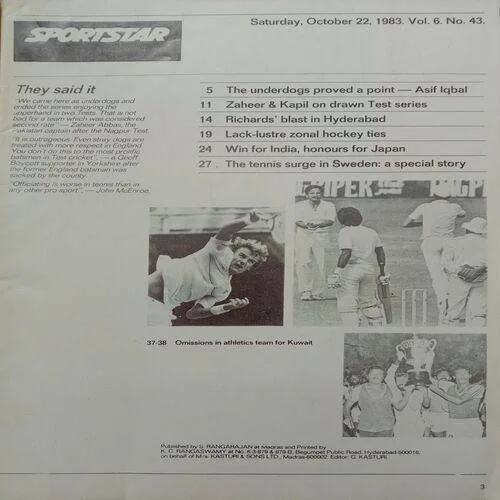 SPORTSTAR
Saturday, October 22, 1983. Vol. 6. No. 43.
They said it
"We came here as underdogs and
ended the series enjoying the
upperhand in two Tests. That is not
bad for a team which was considered
second rate" — Zaheer Abbas, the
Pakistan captain after the Nagpur Test.
"It is outrageous. Even stray dogs are
treated with more respect in England.
You don't do this to the most prolific
batsman in Test cricket", — a Geoff
Boycott supporter in Yorkshire after
the former England batsman was
sacked by the county.
"Officiating is worse in tennis than in
any other pro sport", — John McEnroe.
5 The underdogs proved a point — Asif Iqbal
11 Zaheer & Kapil on drawn Test series
14 Richards' blast in Hyderabad
19 Lack-lustre zonal hockey ties
24 Win for India, honours for Japan
27 The tennis surge in Sweden: a special story
37-38 Omissions in athletics team for Kuwait
Published by S. RANGARAJAN at Madras and Printed by
K. C. RANGASWAMY at No. 6-3-879 & 879-B, Begumpet Public Road, Hyderabad-500016,
on behalf of M/s. KASTURI & SONS LTD., Madras-600002. Editor: G. KASTURI
3